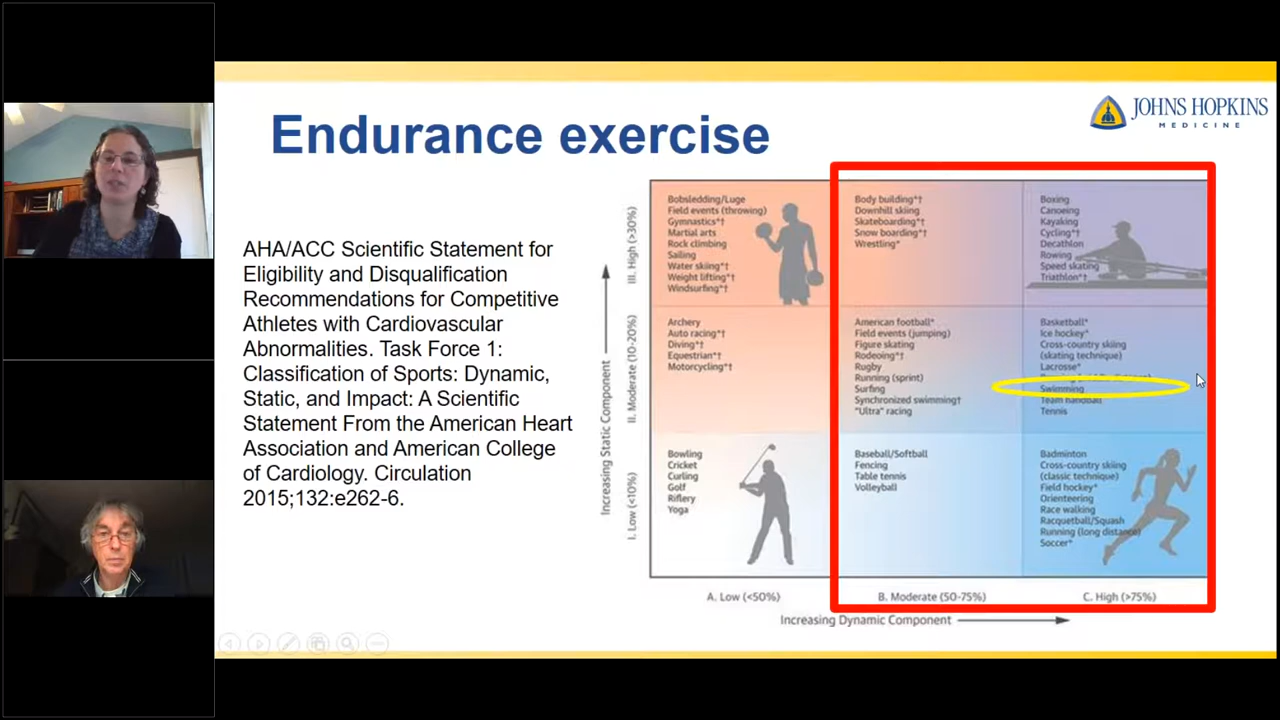 JOHNS HOPKINS
MEDICINE
Endurance exercise
AHA/ACC Scientific Statement for
Eligibility and Disqualification
Recommendations for Competitive
Athletes with Cardiovascular
Abnormalities. Task Force 1:
Classification of Sports: Dynamic,
Static, and Impact: A Scientific
Statement From the American Heart
Association and American College
of Cardiology. Circulation
2015;132:e262-6.
Increasing Static Component
III. High (>30%)
Bobsledding/Luge
Field events (throwing)
Gymnastics*†
Martial arts
Rock climbing
Sailing
Water skiing*†
Weight lifting*†
Windsurfing*†
Body building*†
Downhill skiing
Skateboarding*†
Snow boarding*†
Wrestling*
Boxing
Canoeing
Kayaking
Cycling*†
Decathlon
Rowing
Speed skating
Triathlon*†
II. Moderate (10-20%)
Archery
Auto racing*†
Diving*†
Equestrian*†
Motorcycling*†
American football*
Field events (jumping)
Figure skating
Rodeoing*†
Rugby
Running (sprint)
Surfing
Synchronized swimming†
"Ultra" racing
Basketball*
Ice hockey*
Cross-country skiing
(skating technique)
Lacrosse*
Swimming
Team handball
Tennis
I. Low (<10%)
Bowling
Cricket
Curling
Golf
Riflery
Yoga
Baseball/Softball
Fencing
Table tennis
Volleyball
Badminton
Cross-country skiing
(classic technique)
Field hockey*
Orienteering
Race walking
Racquetball/Squash
Running (long distance)
Soccer*
A. Low (<50%)
B. Moderate (50-75%)
C. High (>75%)
Increasing Dynamic Component